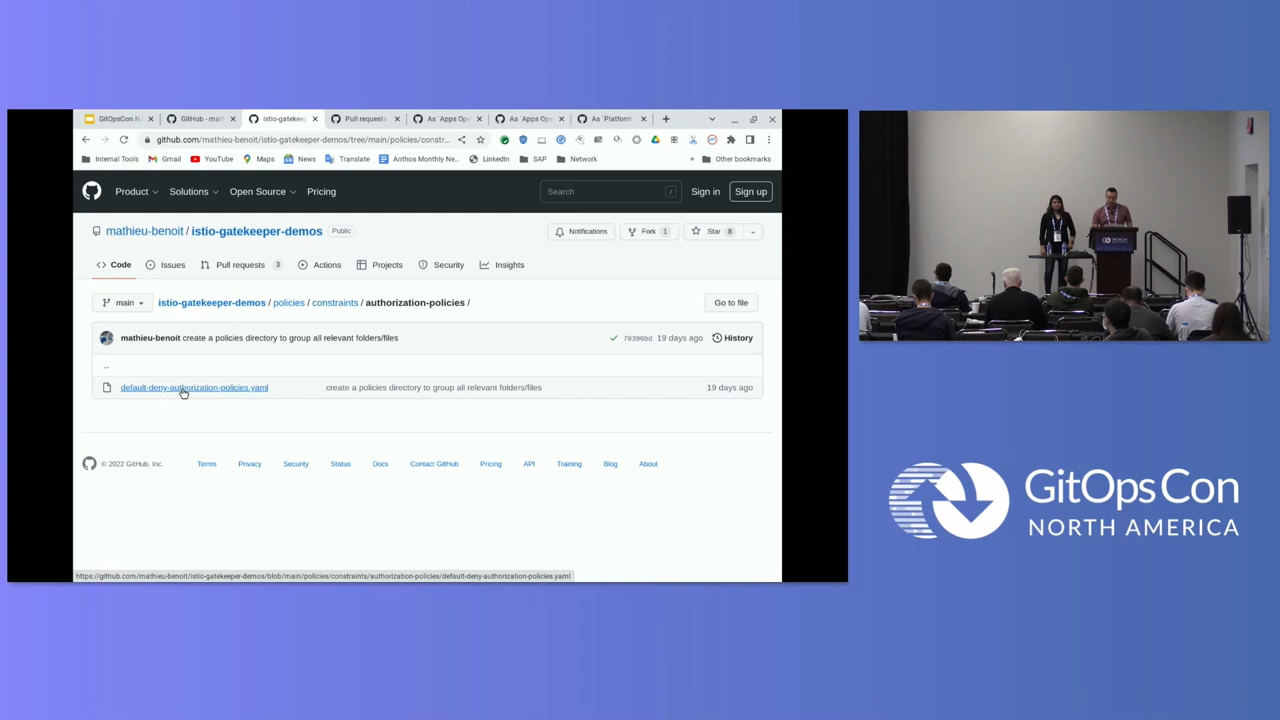 GitOpsCon N
GitHub - math
istio-gatekee
Pull requests
As 'Apps Ope
As 'Apps Ope
As 'Platform
github.com/mathieu-benoit/istio-gatekeeper-demos/tree/main/policies/constr...
Internal Tools
Gmail
YouTube
Maps
News
Translate
Anthos Monthly Ne...
LinkedIn
SAP
Network
»
Other bookmarks
Product
Solutions
Open Source
Pricing
Search
/
Sign in
Sign up
mathieu-benoit / istio-gatekeeper-demos
Public
Notifications
Fork 1
Star 8
Code
Issues
Pull requests 3
Actions
Projects
Security
Insights
main
istio-gatekeeper-demos / policies / constraints / authorization-policies /
Go to file
mathieu-benoit create a policies directory to group all relevant folders/files
70396bd 19 days ago
History
..
default-deny-authorization-policies.yaml
create a policies directory to group all relevant folders/files
19 days ago
© 2022 GitHub, Inc.
Terms
Privacy
Security
Status
Docs
Contact GitHub
Pricing
API
Training
Blog
About
https://github.com/mathieu-benoit/istio-gatekeeper-demos/blob/main/policies/constraints/authorization-policies/default-deny-authorization-policies.yaml
GitOpsCon
NORTH AMERICA